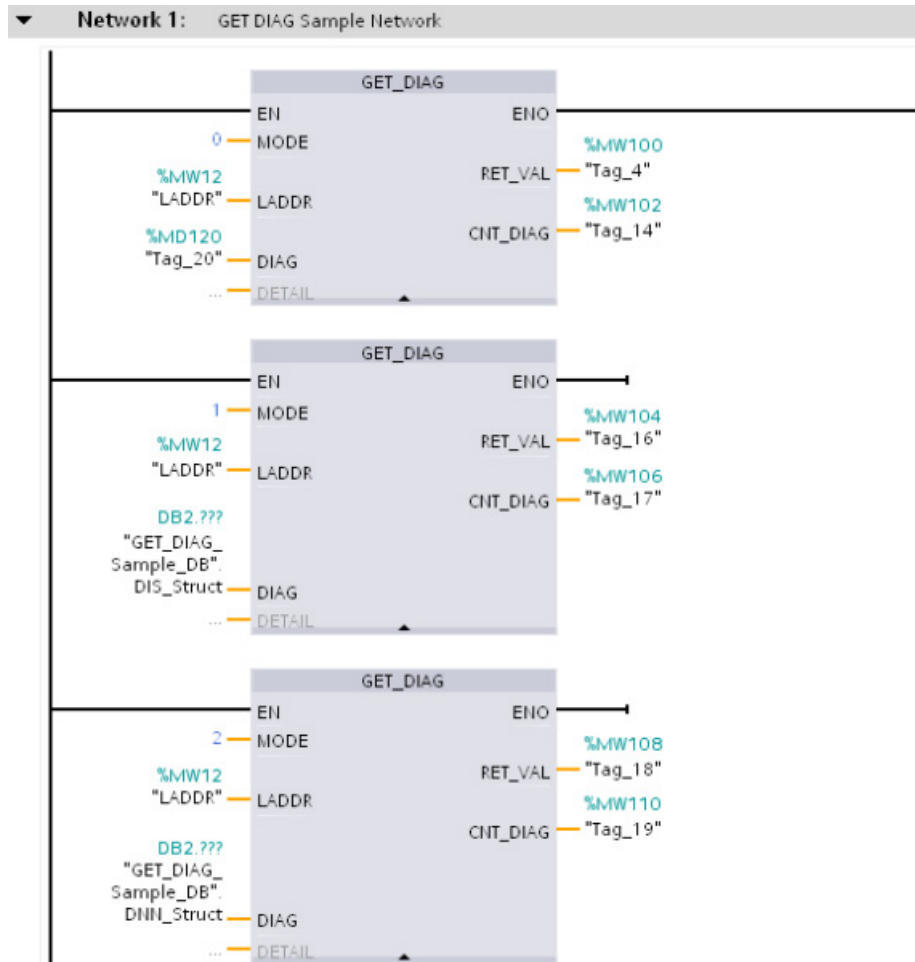 Network 1: GET DIAG Sample Network
GET_DIAG
EN ENO
0 MODE
%MW100
RET_VAL "Tag_4"
%MW12
"LADDR" LADDR
%MW102
CNT_DIAG "Tag_14"
%MD120
"Tag_20" DIAG
... DETAIL
GET_DIAG
EN ENO
1 MODE
%MW104
RET_VAL "Tag_16"
%MW12
"LADDR" LADDR
%MW106
CNT_DIAG "Tag_17"
DB2.???
"GET_DIAG_
Sample_DB".
DIS_Struct DIAG
... DETAIL
GET_DIAG
EN ENO
2 MODE
%MW108
RET_VAL "Tag_18"
%MW12
"LADDR" LADDR
%MW110
CNT_DIAG "Tag_19"
DB2.???
"GET_DIAG_
Sample_DB".
DNN_Struct DIAG
... DETAIL